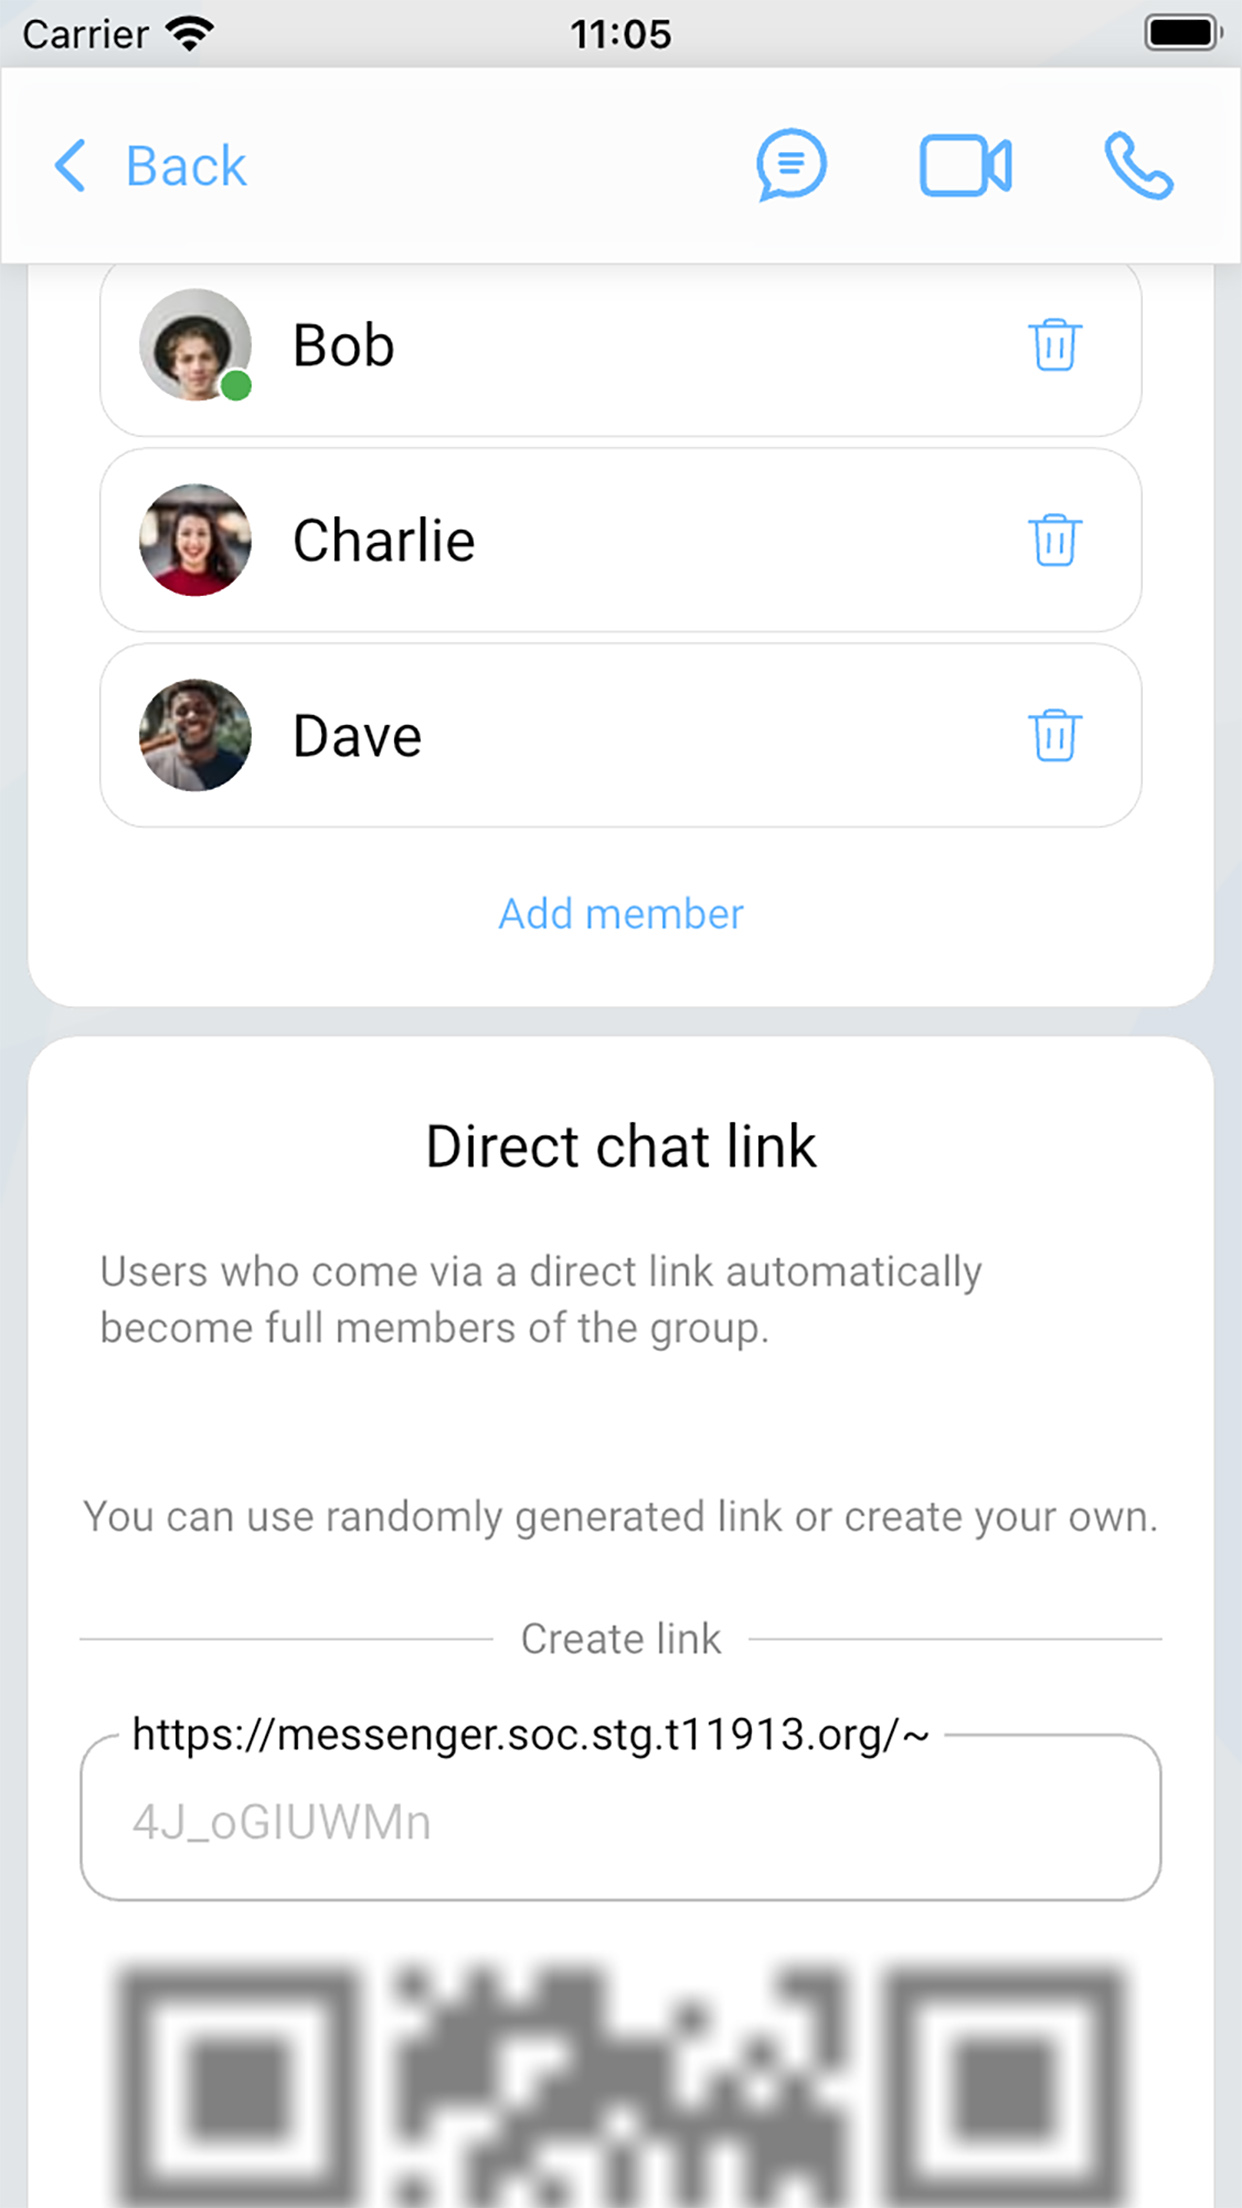 Carrier 11:05
Back
Bob
Charlie
Dave
Add member
Direct chat link
Users who come via a direct link automatically
become full members of the group.
You can use randomly generated link or create your own.
Create link
https://messenger.soc.stg.t11913.org/~
4J_oGIUWMn